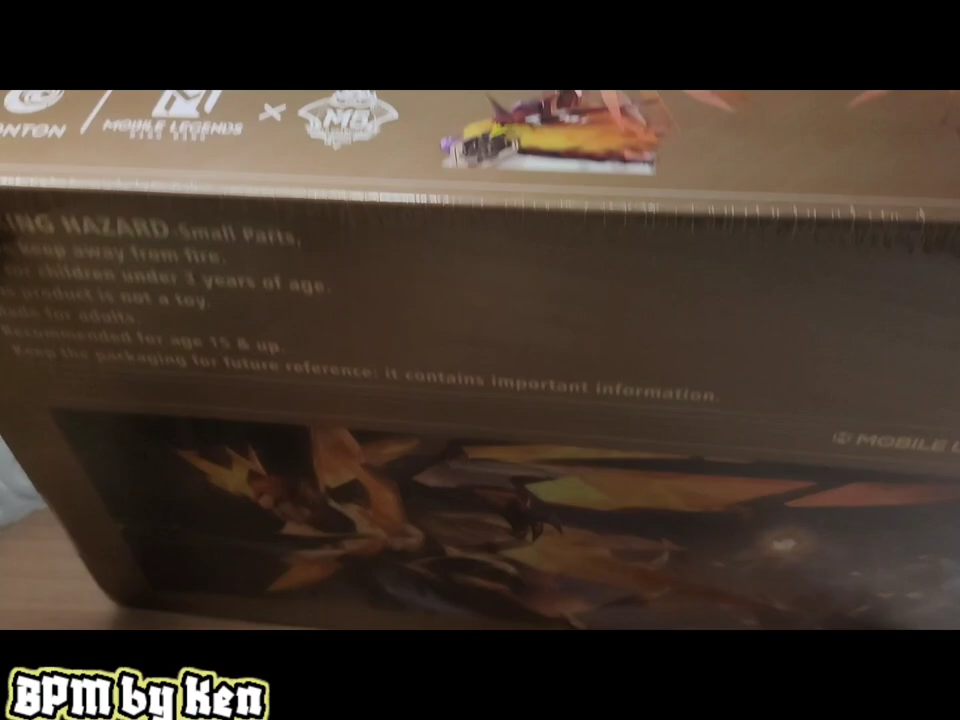 ONTON / MOBILE LEGENDS × M5
BANG BANG
ING HAZARD-Small Parts.
keep away from fire.
for children under 3 years of age.
product is not a toy.
Made for adults.
Recommended for age 15 & up.
Keep the packaging for future reference: it contains important information.
MOBILE L
BPM by Ken